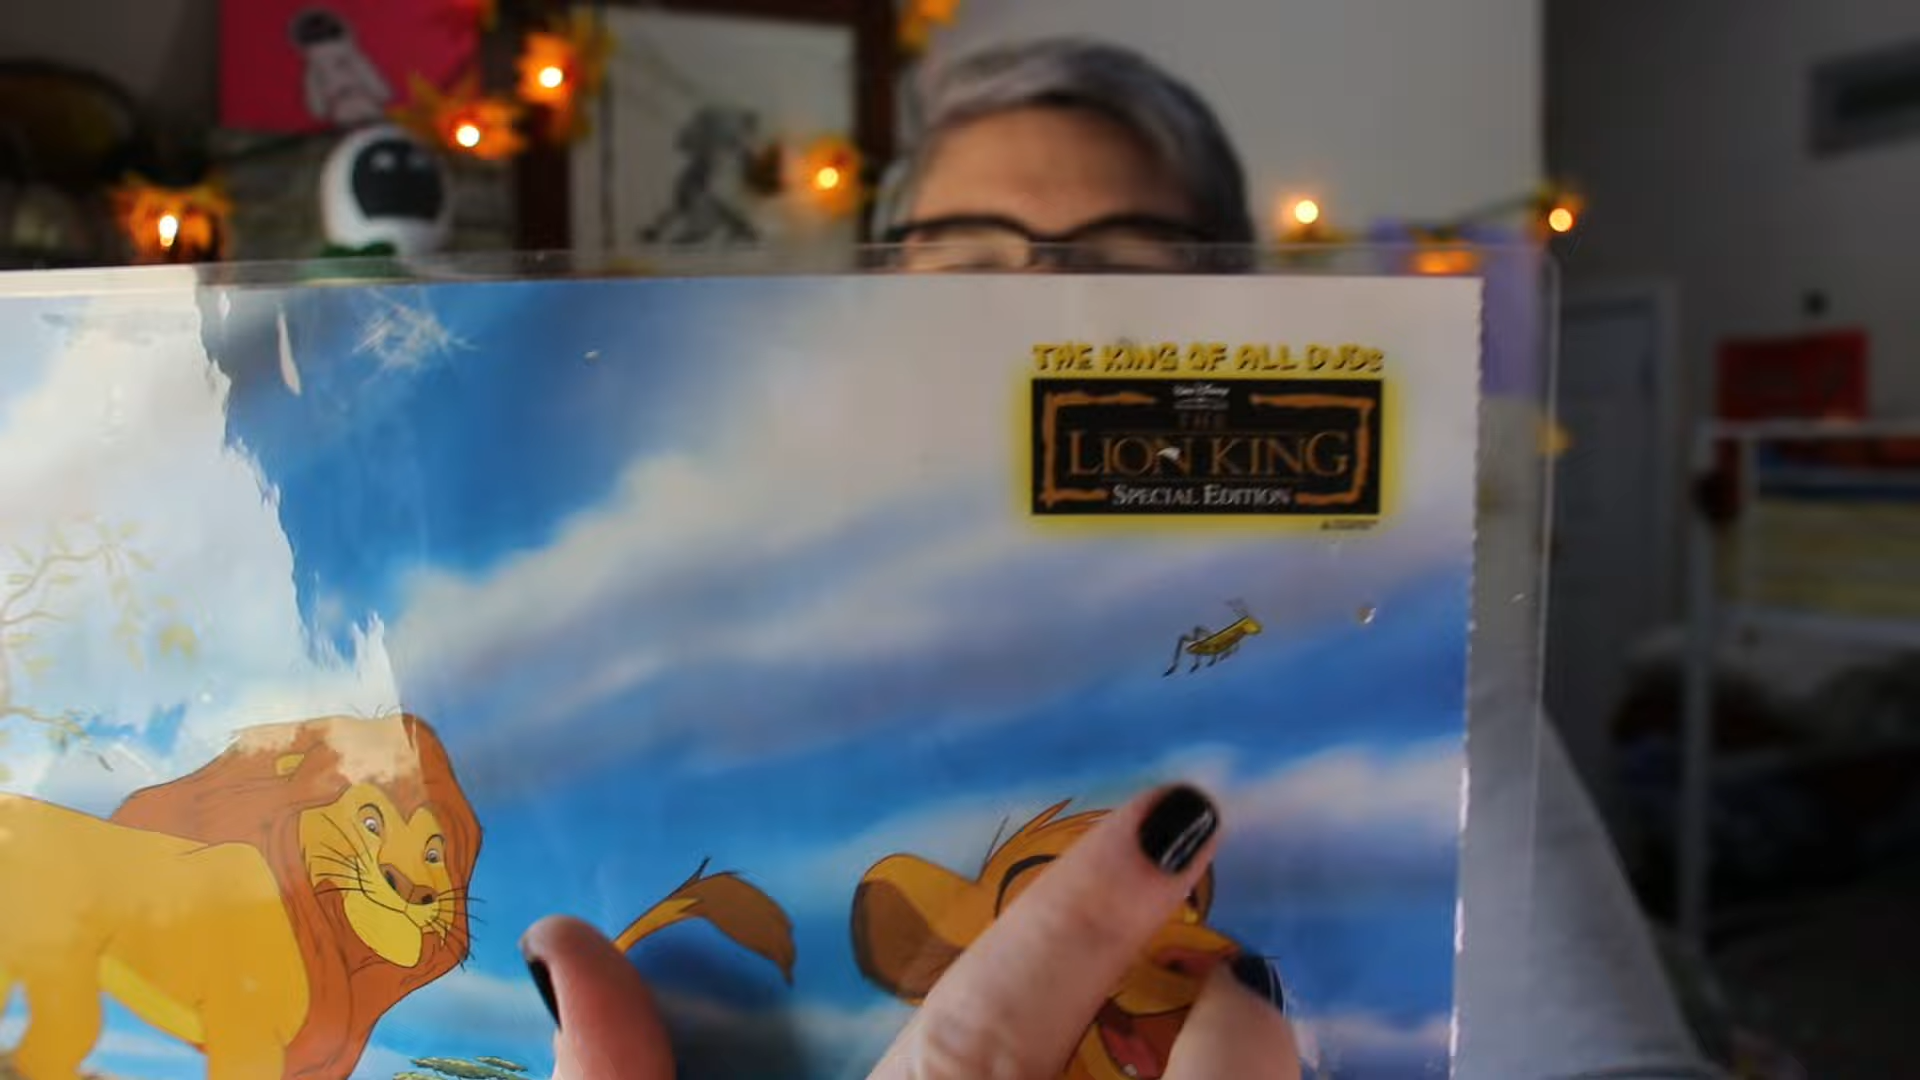 THE KING OF ALL DVDs
Walt Disney
THE
LION KING
SPECIAL EDITION